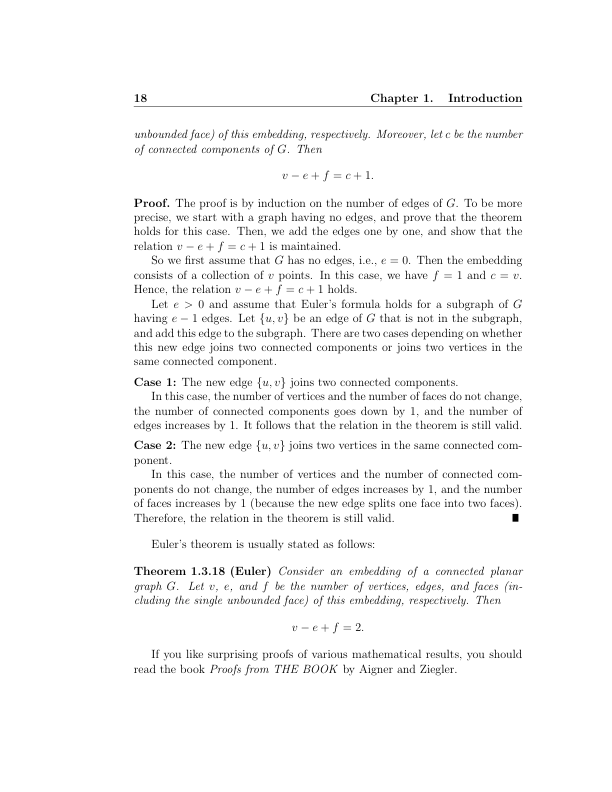 18 Chapter 1. Introduction
unbounded face) of this embedding, respectively. Moreover, let c be the number
of connected components of G. Then
v − e + f = c + 1.
Proof. The proof is by induction on the number of edges of G. To be more
precise, we start with a graph having no edges, and prove that the theorem
holds for this case. Then, we add the edges one by one, and show that the
relation v − e + f = c + 1 is maintained.
So we first assume that G has no edges, i.e., e = 0. Then the embedding
consists of a collection of v points. In this case, we have f = 1 and c = v.
Hence, the relation v − e + f = c + 1 holds.
Let e > 0 and assume that Euler's formula holds for a subgraph of G
having e − 1 edges. Let {u, v} be an edge of G that is not in the subgraph,
and add this edge to the subgraph. There are two cases depending on whether
this new edge joins two connected components or joins two vertices in the
same connected component.
Case 1: The new edge {u, v} joins two connected components.
In this case, the number of vertices and the number of faces do not change,
the number of connected components goes down by 1, and the number of
edges increases by 1. It follows that the relation in the theorem is still valid.
Case 2: The new edge {u, v} joins two vertices in the same connected com-
ponent.
In this case, the number of vertices and the number of connected com-
ponents do not change, the number of edges increases by 1, and the number
of faces increases by 1 (because the new edge splits one face into two faces).
Therefore, the relation in the theorem is still valid. ■
Euler's theorem is usually stated as follows:
Theorem 1.3.18 (Euler) Consider an embedding of a connected planar
graph G. Let v, e, and f be the number of vertices, edges, and faces (in-
cluding the single unbounded face) of this embedding, respectively. Then
v − e + f = 2.
If you like surprising proofs of various mathematical results, you should
read the book Proofs from THE BOOK by Aigner and Ziegler.